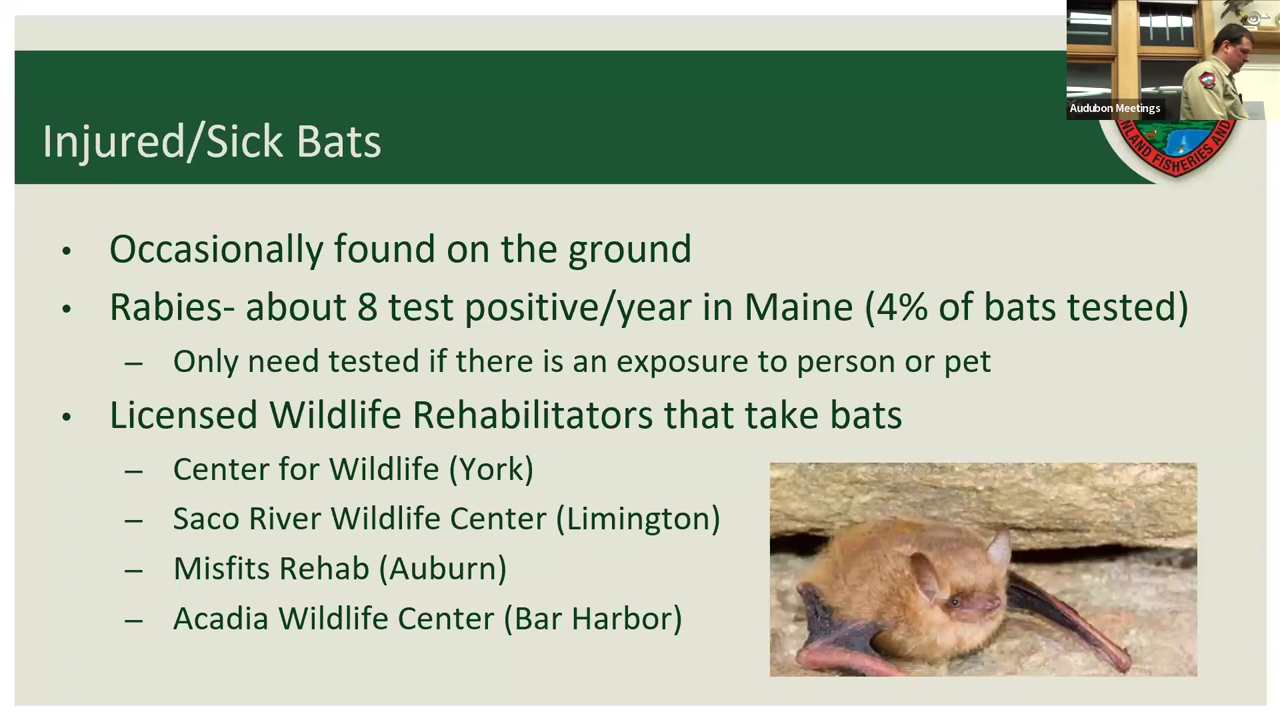 Audubon Meetings
INLAND FISHERIES AND
Injured/Sick Bats
• Occasionally found on the ground
• Rabies- about 8 test positive/year in Maine (4% of bats tested)
– Only need tested if there is an exposure to person or pet
• Licensed Wildlife Rehabilitators that take bats
– Center for Wildlife (York)
– Saco River Wildlife Center (Limington)
– Misfits Rehab (Auburn)
– Acadia Wildlife Center (Bar Harbor)